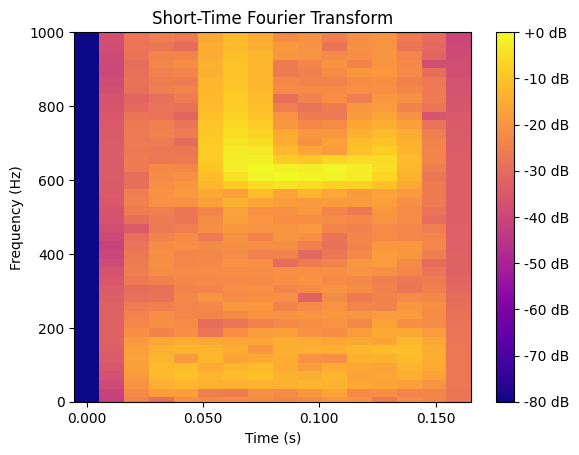 Short-Time Fourier Transform
1000
800
600
400
200
0
Frequency (Hz)
0.000
0.050
0.100
0.150
Time (s)
+0 dB
-10 dB
-20 dB
-30 dB
-40 dB
-50 dB
-60 dB
-70 dB
-80 dB